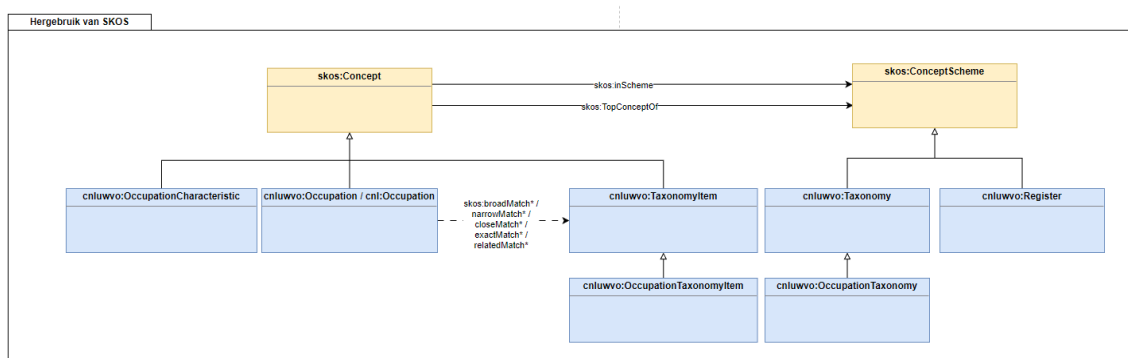 Hergebruik van SKOS
skos:Concept
skos:ConceptScheme
skos:inScheme
skos:TopConceptOf
cnluwvo:OccupationCharacteristic
cnluwvo:Occupation / cnl:Occupation
cnluwvo:TaxonomyItem
cnluwvo:Taxonomy
cnluwvo:Register
skos:broadMatch* /
narrowMatch* /
closeMatch* /
exactMatch* /
relatedMatch*
cnluwvo:OccupationTaxonomyItem
cnluwvo:OccupationTaxonomy